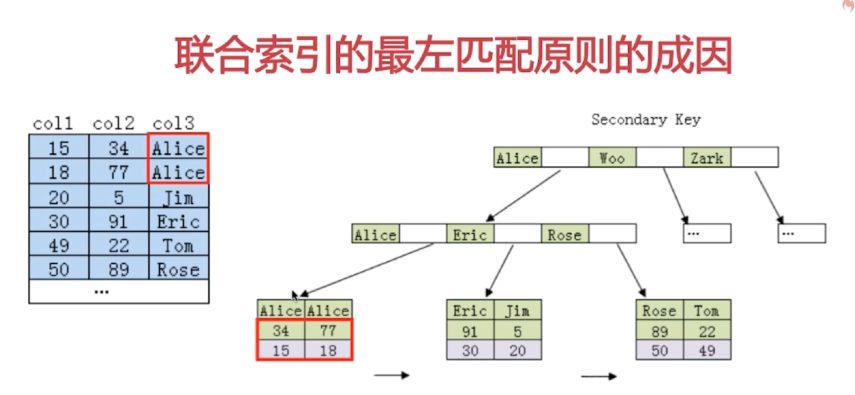 联合索引的最左匹配原则的成因
col1 col2 col3
15 34 Alice
18 77 Alice
20 5 Jim
30 91 Eric
49 22 Tom
50 89 Rose
...
Secondary Key
Alice Woo Zark
Alice Eric Rose
...
...
Alice Alice
34 77
15 18
Eric Jim
91 5
30 20
Rose Tom
89 22
50 49